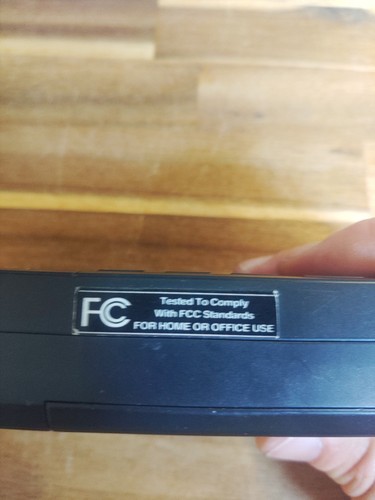 FC Tested To Comply
With FCC Standards
FOR HOME OR OFFICE USE